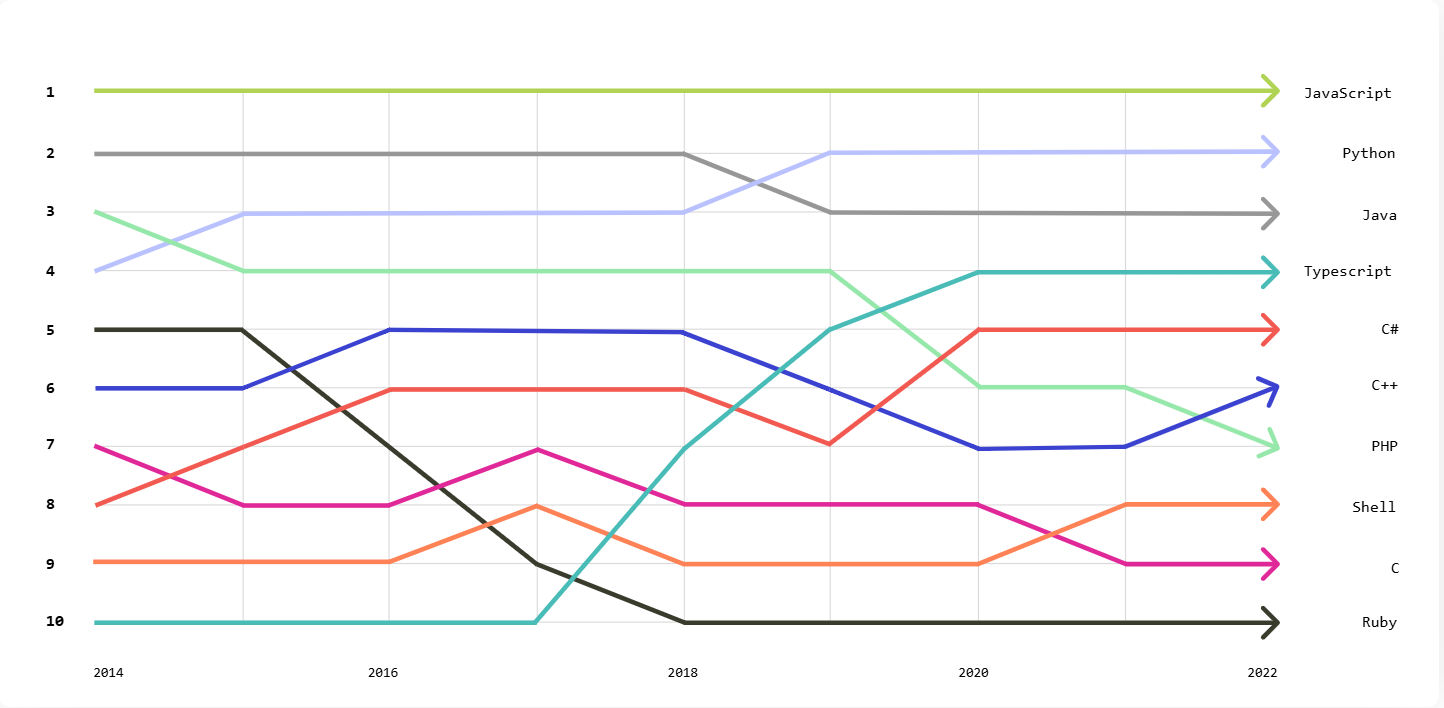 1 JavaScript
2 Python
3 Java
4 Typescript
5 C#
6 C++
7 PHP
8 Shell
9 C
10 Ruby
2014 2016 2018 2020 2022